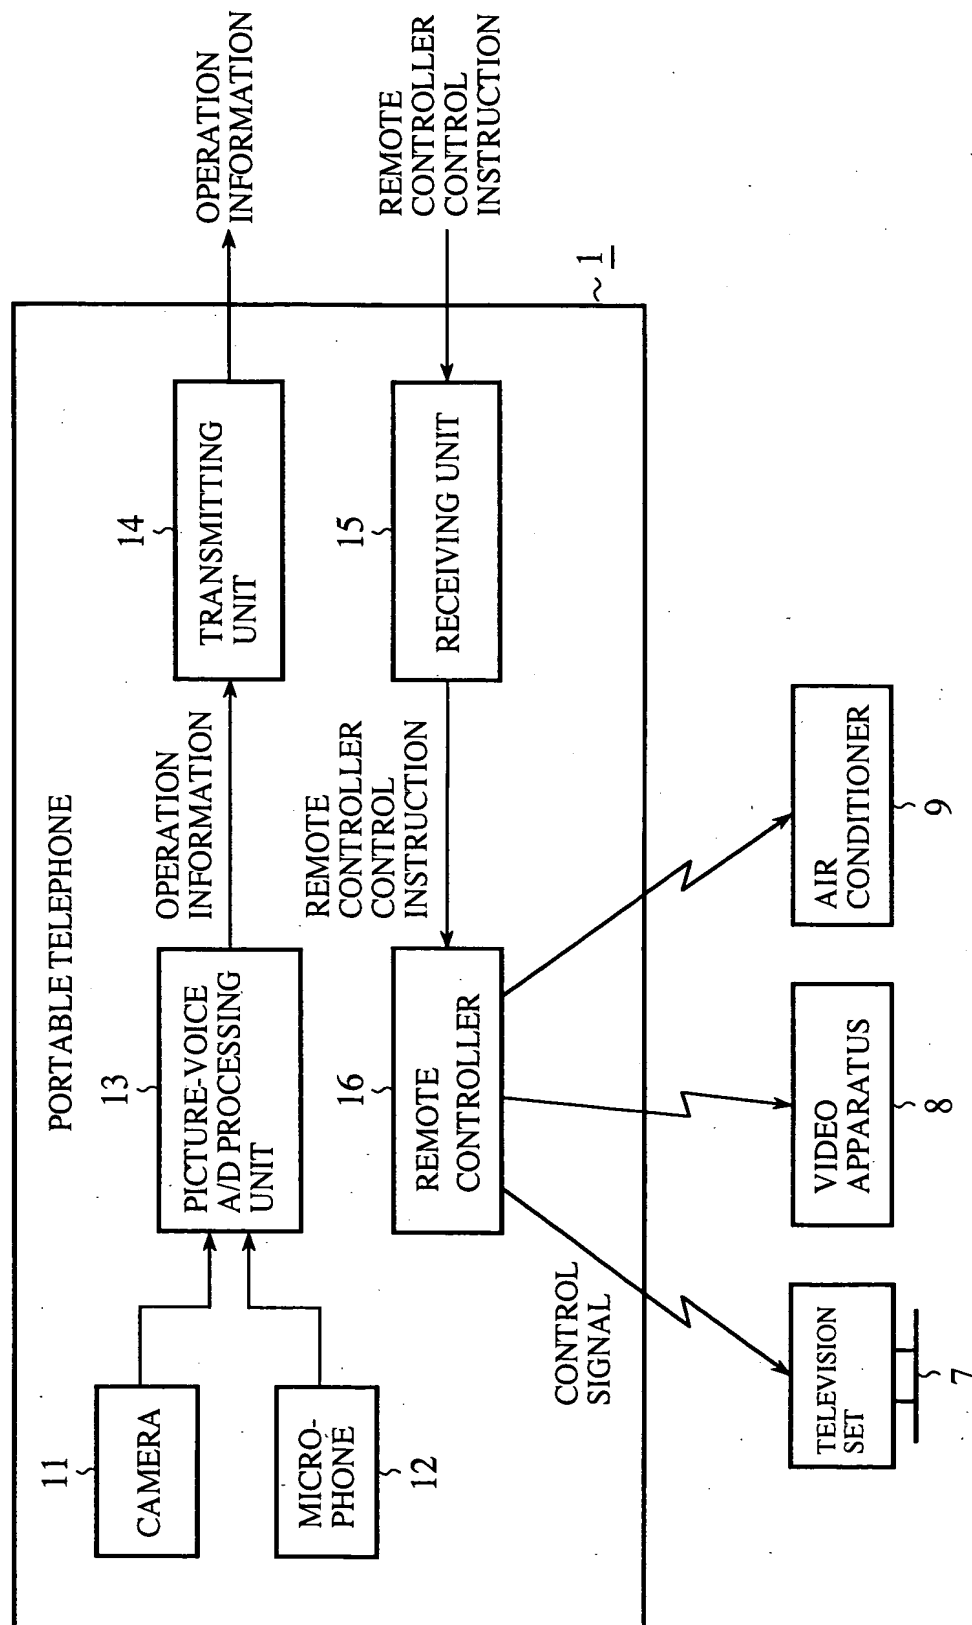 PORTABLE TELEPHONE
11
CAMERA
12
MICRO-
PHONE
13
PICTURE-VOICE
A/D PROCESSING
UNIT
OPERATION
INFORMATION
14
TRANSMITTING
UNIT
OPERATION
INFORMATION
REMOTE
CONTROLLER
CONTROL
INSTRUCTION
15
RECEIVING UNIT
REMOTE
CONTROLLER
CONTROL
INSTRUCTION
16
REMOTE
CONTROLLER
1
CONTROL
SIGNAL
TELEVISION
SET
7
VIDEO
APPARATUS
8
AIR
CONDITIONER
9